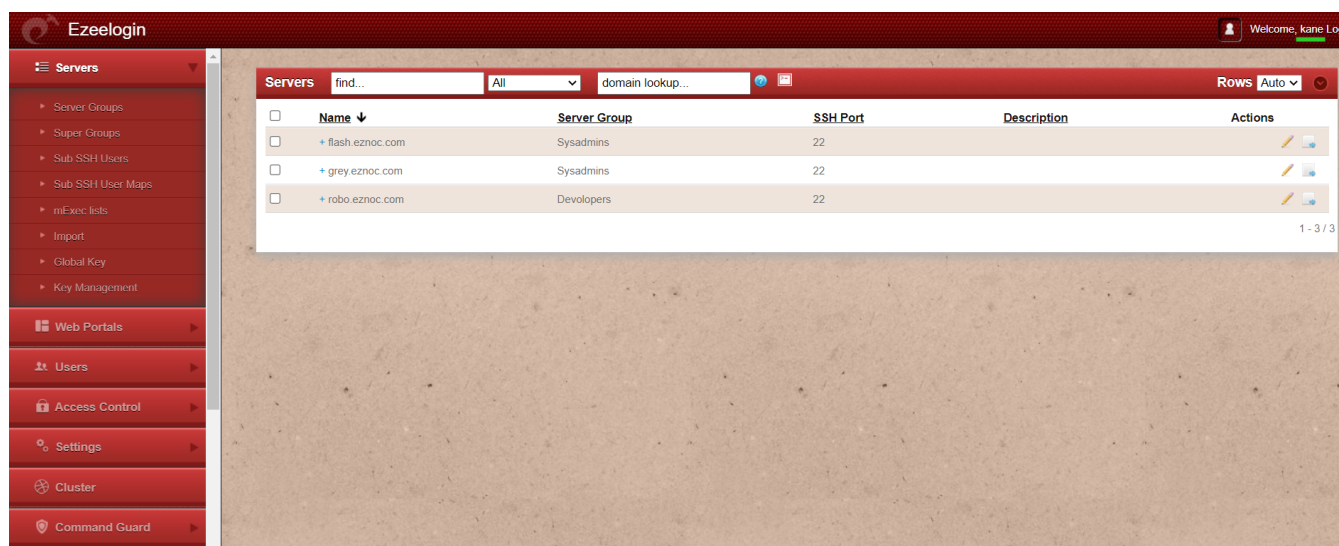 Ezeelogin
Welcome, kane Lo
Servers
Server Groups
Super Groups
Sub SSH Users
Sub SSH User Maps
mExec lists
Import
Global Key
Key Management
Web Portals
Users
Access Control
Settings
Cluster
Command Guard
Servers find... All domain lookup... Rows Auto
Name Server Group SSH Port Description Actions
+ flash.eznoc.com Sysadmins 22
+ grey.eznoc.com Sysadmins 22
+ robo.eznoc.com Devolopers 22
1 - 3 / 3